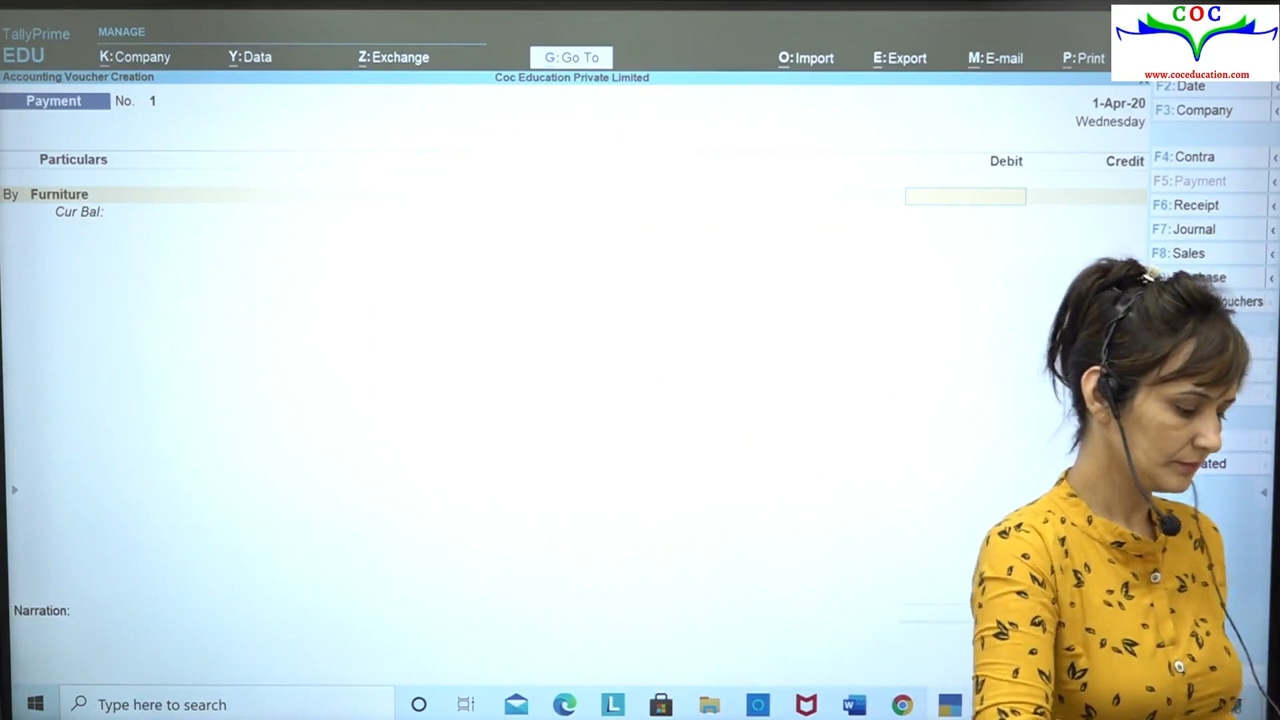 COC
www.coceducation.com
TallyPrime
EDU
MANAGE
K:Company
Y:Data
Z:Exchange
G:Go To
O:Import
E:Export
M:E-mail
P:Print
Accounting Voucher Creation
Coc Education Private Limited
F2:Date
F3:Company
Payment No. 1
1-Apr-20
Wednesday
Particulars
Debit
Credit
F4:Contra
F5:Payment
By Furniture
F6:Receipt
Cur Bal:
F7:Journal
F8:Sales
Narration:
Type here to search